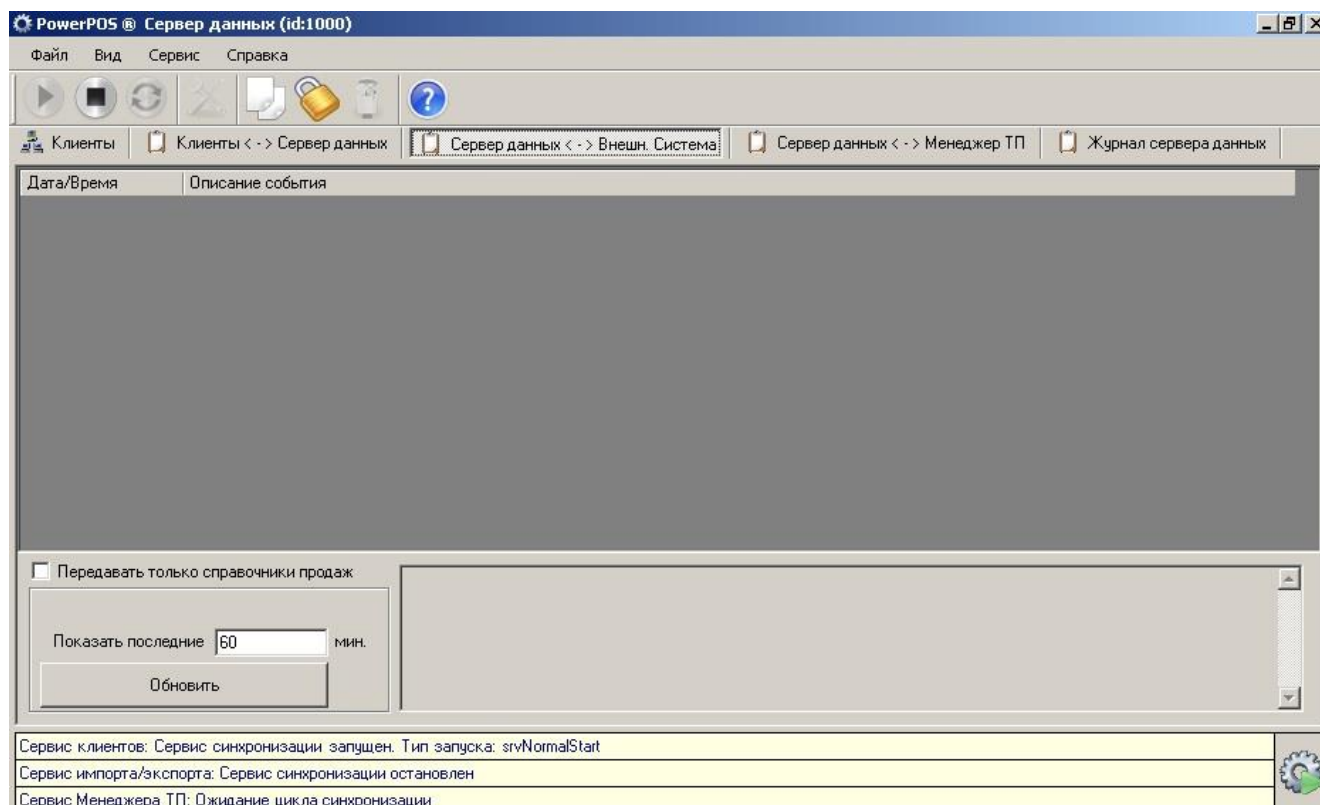 PowerPOS ® Сервер данных (id:1000)
Файл Вид Сервис Справка
Клиенты Клиенты < - > Сервер данных Сервер данных < - > Внешн. Система Сервер данных < - > Менеджер ТП Журнал сервера данных
Дата/Время Описание события
Передавать только справочники продаж
Показать последние 60 мин.
Обновить
Сервис клиентов: Сервис синхронизации запущен. Тип запуска: srvNormalStart
Сервис импорта/экспорта: Сервис синхронизации остановлен
Сервис Менеджера ТП: Ожидание цикла синхронизации